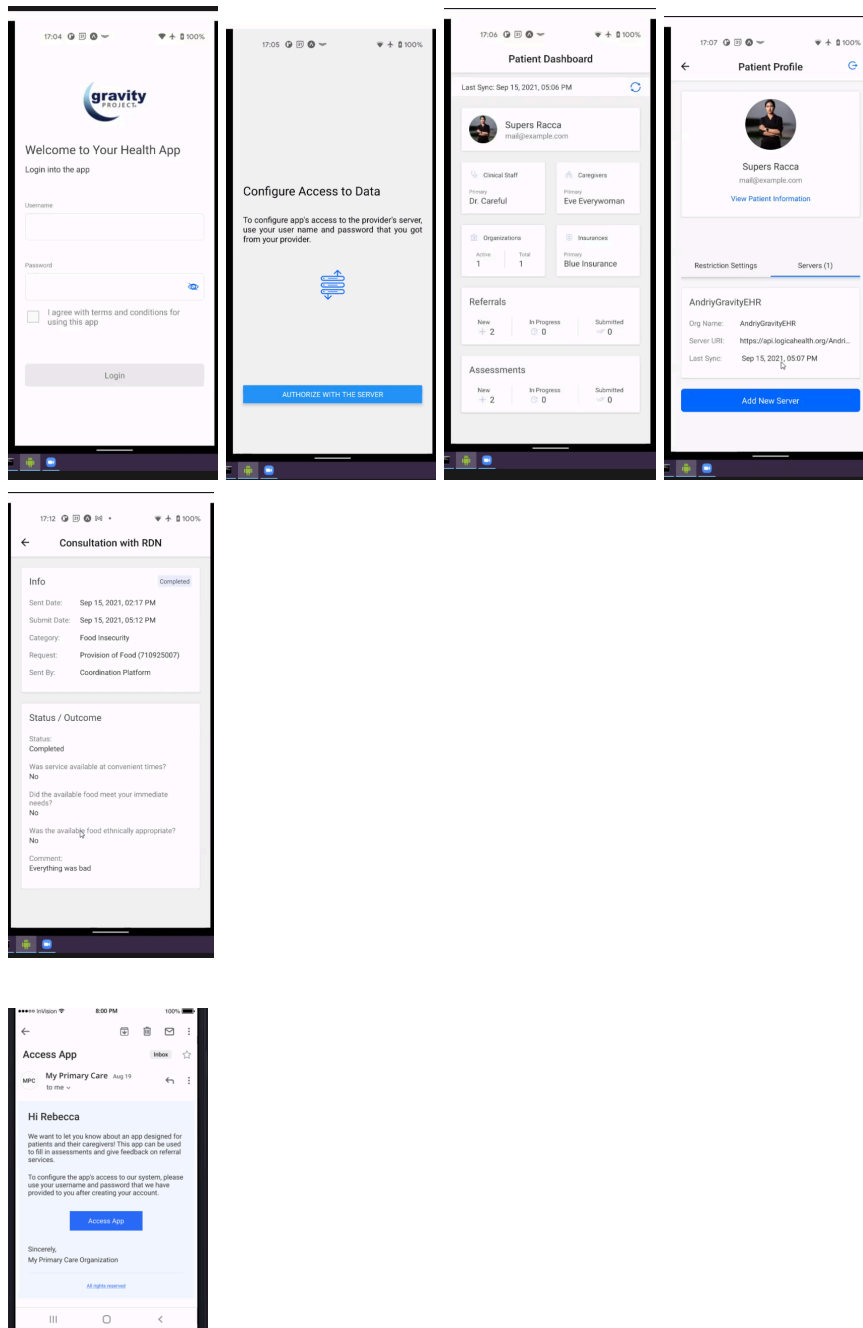 17:04 100%
gravity
PROJECT
Welcome to Your Health App
Login into the app
Username
Password
I agree with terms and conditions for
using this app
Login
17:05 100%
Configure Access to Data
To configure app's access to the provider's server,
use your user name and password that you got
from your provider.
AUTHORIZE WITH THE SERVER
17:06 100%
Patient Dashboard
Last Sync: Sep 15, 2021, 05:06 PM
Supers Racca
mail@example.com
Clinical Staff
Primary
Dr. Careful
Caregivers
Primary
Eve Everywoman
Organizations
Active Total
1 1
Insurances
Primary
Blue Insurance
Referrals
New In Progress Submitted
2 0 0
Assessments
New In Progress Submitted
2 0 0
17:07 100%
Patient Profile
Supers Racca
mail@example.com
View Patient Information
Restriction Settings Servers (1)
AndriyGravityEHR
Org Name: AndriyGravityEHR
Server URI: https://api.logicahealth.org/Andri...
Last Sync: Sep 15, 2021, 05:07 PM
Add New Server
17:12 100%
Consultation with RDN
Info Completed
Sent Date: Sep 15, 2021, 02:17 PM
Submit Date: Sep 15, 2021, 05:12 PM
Category: Food Insecurity
Request: Provision of Food (710925007)
Sent By: Coordination Platform
Status / Outcome
Status:
Completed
Was service available at convenient times?
No
Did the available food meet your immediate
needs?
No
Was the available food ethnically appropriate?
No
Comment:
Everything was bad
InVision 8:00 PM 100%
Access App Inbox
MPC My Primary Care Aug 19
to me
Hi Rebecca
We want to let you know about an app designed for
patients and their caregivers! This app can be used
to fill in assessments and give feedback on referral
services.
To configure the app's access to our system, please
use your username and password that we have
provided to you after creating your account.
Access App
Sincerely,
My Primary Care Organization
All rights reserved